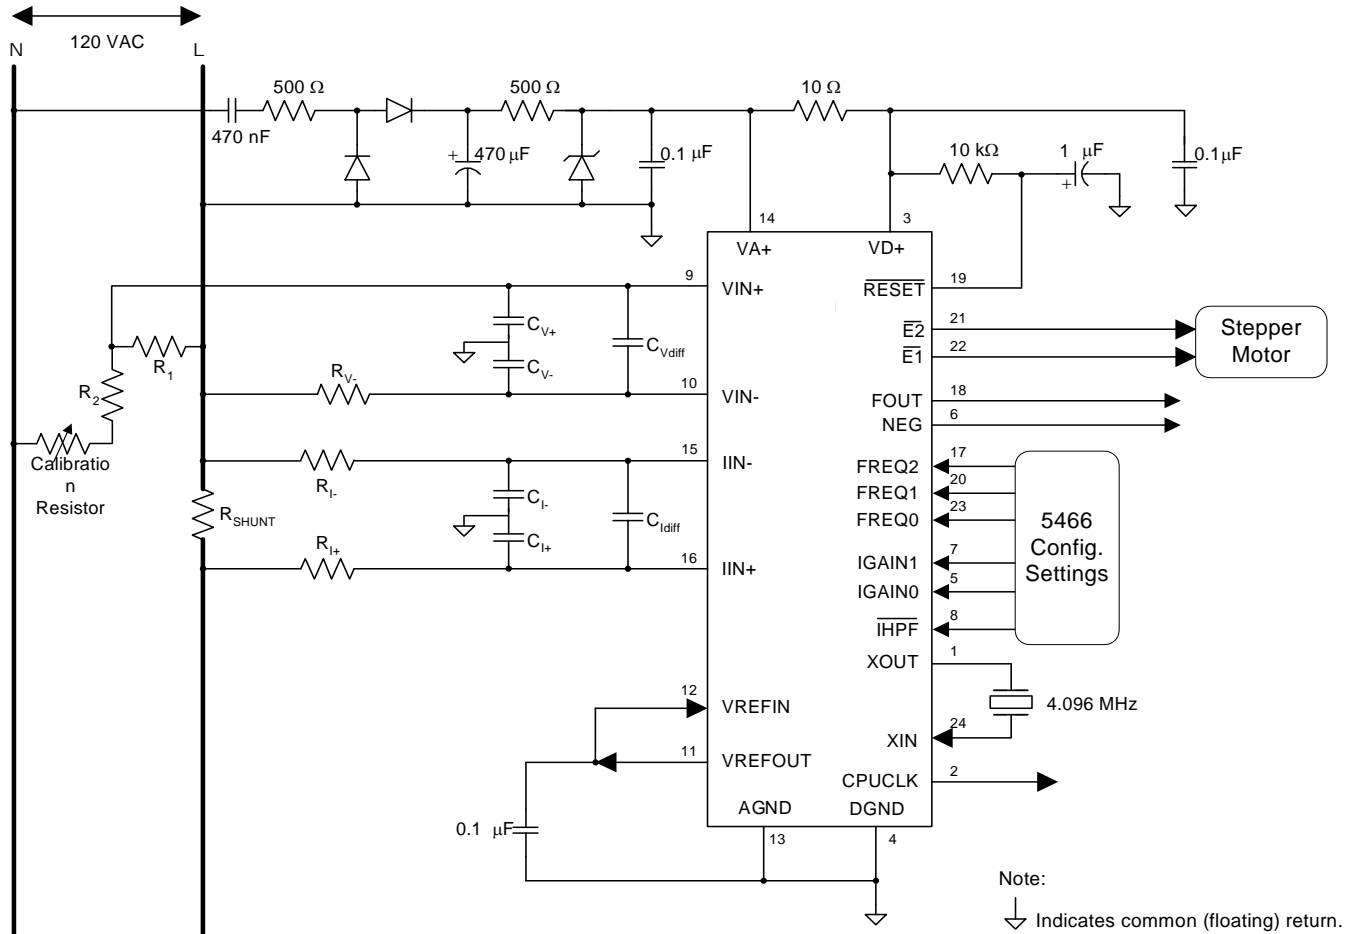 120 VAC
N
L
500 Ω
500 Ω
10 Ω
470 nF
+
470 µF
0.1 µF
10 kΩ
1 µF
+
0.1µF
14
3
VA+
VD+
9
VIN+
RESET
19
E2
21
E1
22
Stepper
Motor
CV+
CV-
CVdiff
R1
R2
RV-
10
VIN-
FOUT
18
NEG
6
Calibratio
n
Resistor
RI-
15
IIN-
FREQ2
17
FREQ1
20
FREQ0
23
5466
Config.
Settings
RSHUNT
CI-
CI+
CIdiff
RI+
16
IIN+
IGAIN1
7
IGAIN0
5
IHPF
8
XOUT
1
4.096 MHz
12
VREFIN
XIN
24
11
VREFOUT
CPUCLK
2
AGND
DGND
0.1 µF
13
4
Note:
Indicates common (floating) return.